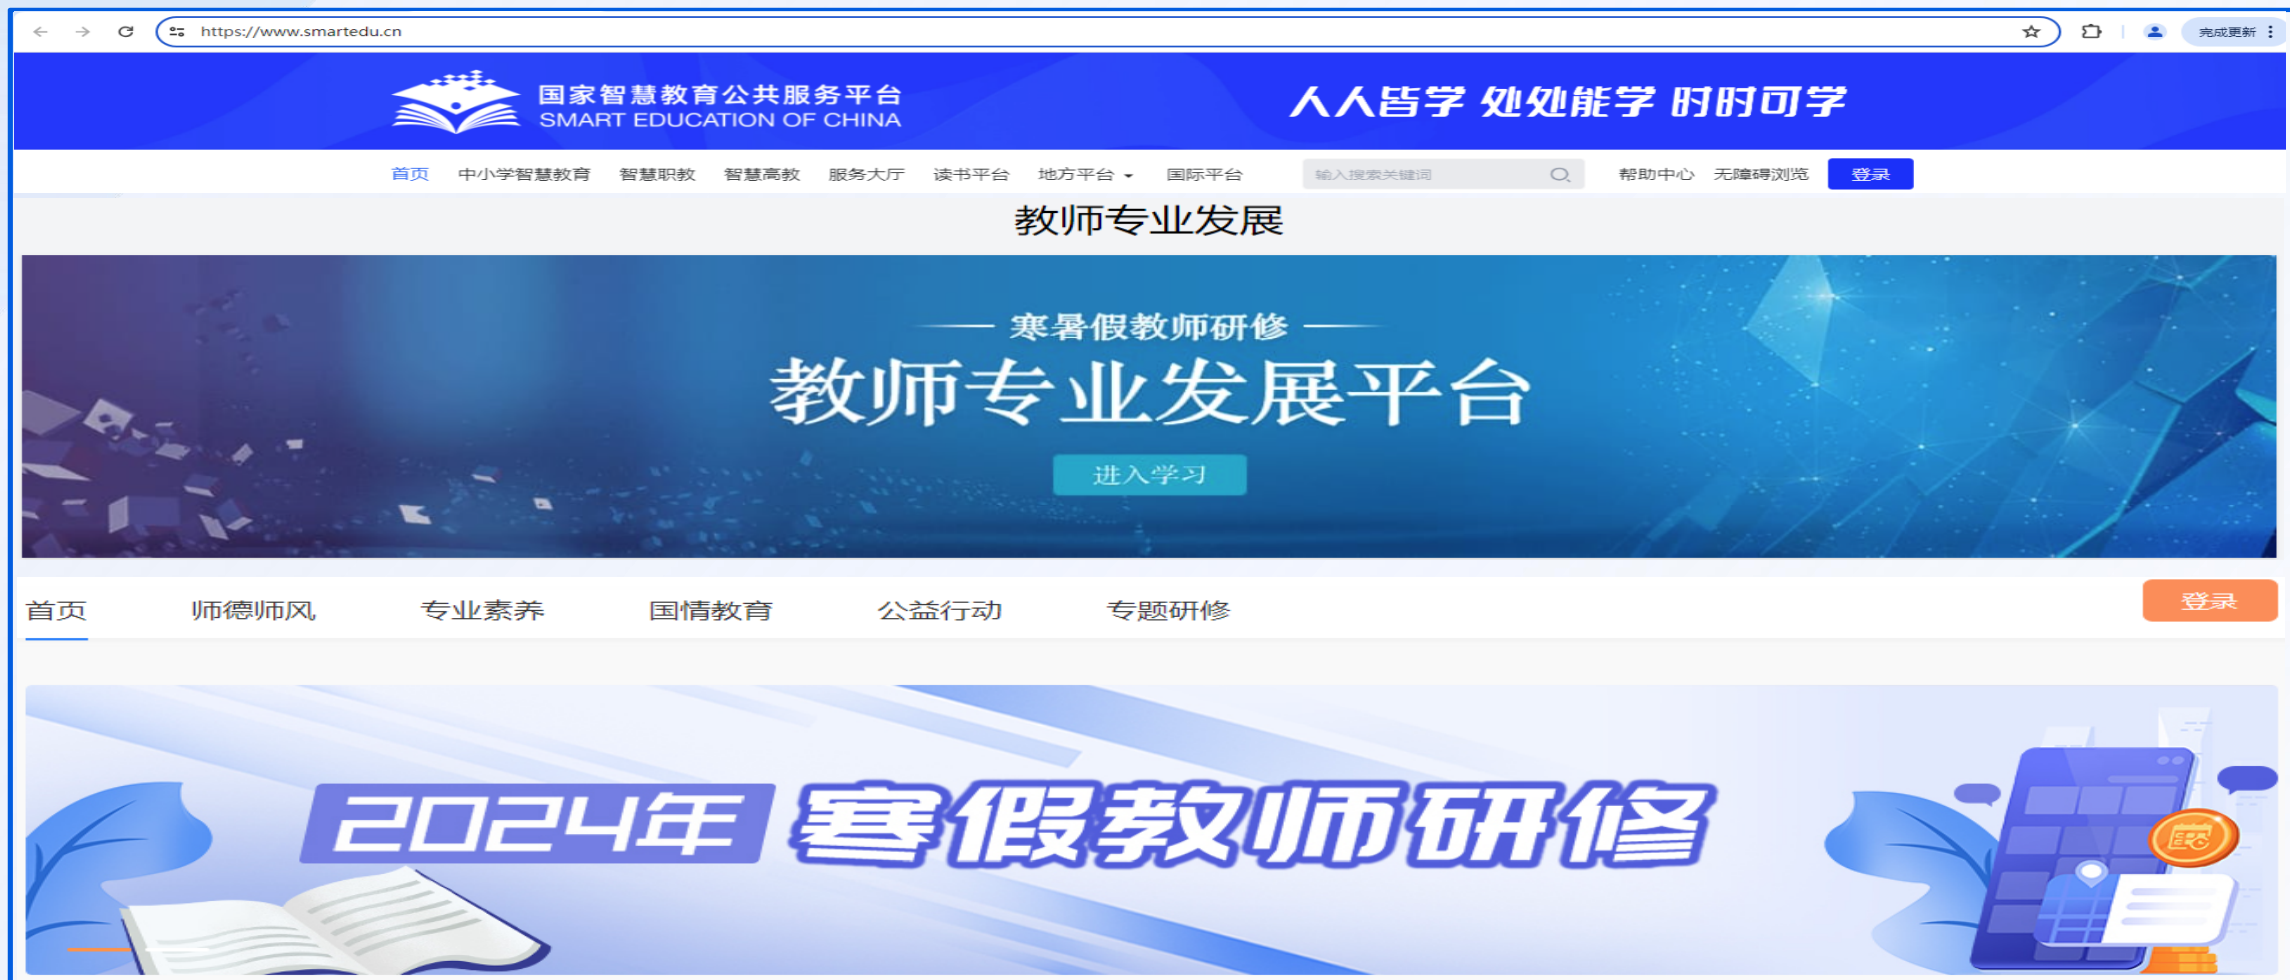 https://www.smartedu.cn
完成更新
国家智慧教育公共服务平台
SMART EDUCATION OF CHINA
人人皆学 处处能学 时时可学
首页 中小学智慧教育 智慧职教 智慧高教 服务大厅 读书平台 地方平台 国际平台 输入搜索关键词 帮助中心 无障碍浏览 登录
教师专业发展
寒暑假教师研修
教师专业发展平台
进入学习
首页 师德师风 专业素养 国情教育 公益行动 专题研修 登录
2024年 寒假教师研修